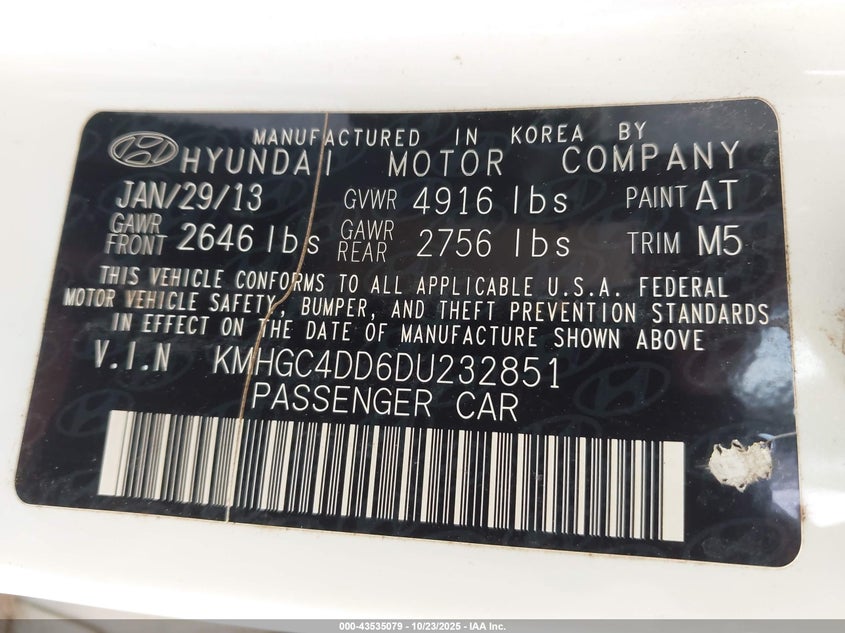 MANUFACTURED IN KOREA BY
HYUNDAI MOTOR COMPANY
JAN/29/13 GVWR 4916 lbs PAINT AT
GAWR FRONT 2646 lbs GAWR REAR 2756 lbs TRIM M5
THIS VEHICLE CONFORMS TO ALL APPLICABLE U.S.A. FEDERAL
MOTOR VEHICLE SAFETY, BUMPER, AND THEFT PREVENTION STANDARDS
IN EFFECT ON THE DATE OF MANUFACTURE SHOWN ABOVE
V.I.N KMHGC4DD6DU232851
PASSENGER CAR
000-43535079 - 10/23/2025 - IAA Inc.